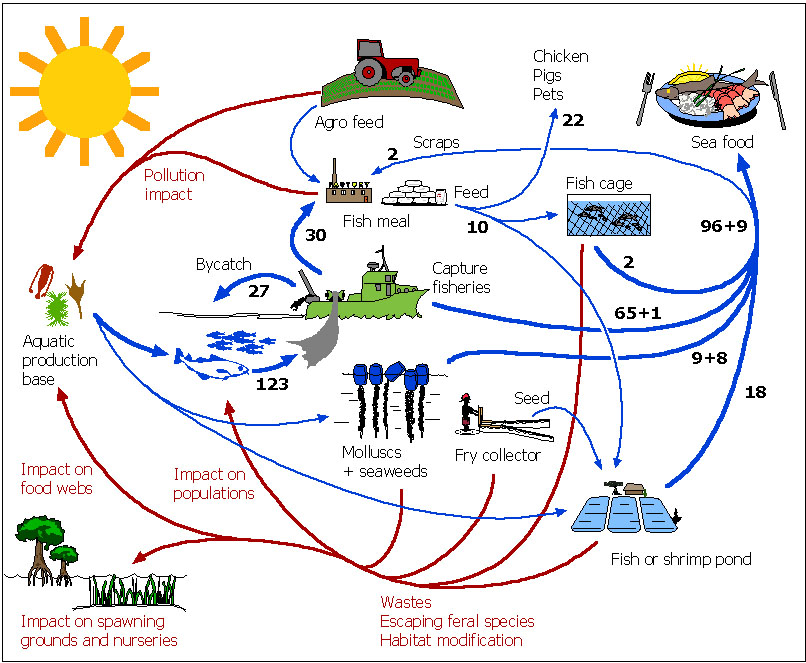 Chicken
Pigs
Pets
22
Agro feed
Sea food
2
Scraps
Pollution
impact
FACTORY
Feed
Fish cage
Fish meal
10
96+9
30
Bycatch
27
Capture
fisheries
2
65+1
Aquatic
production
base
123
9+8
18
Seed
Molluscs
+ seaweeds
Fry collector
Impact on
food webs
Impact on
populations
Fish or shrimp pond
Wastes
Escaping feral species
Habitat modification
Impact on spawning
grounds and nurseries